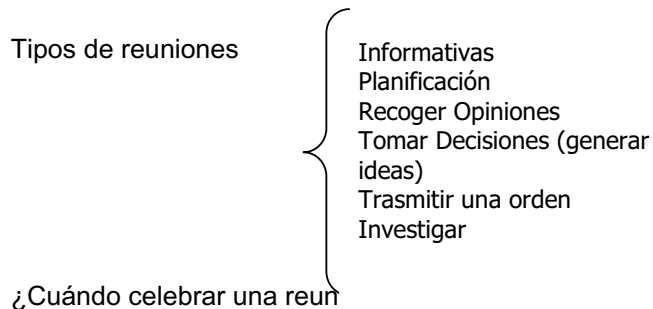 Tipos de reuniones
Informativas
Planificación
Recoger Opiniones
Tomar Decisiones (generar
ideas)
Trasmitir una orden
Investigar
¿Cuándo celebrar una reun